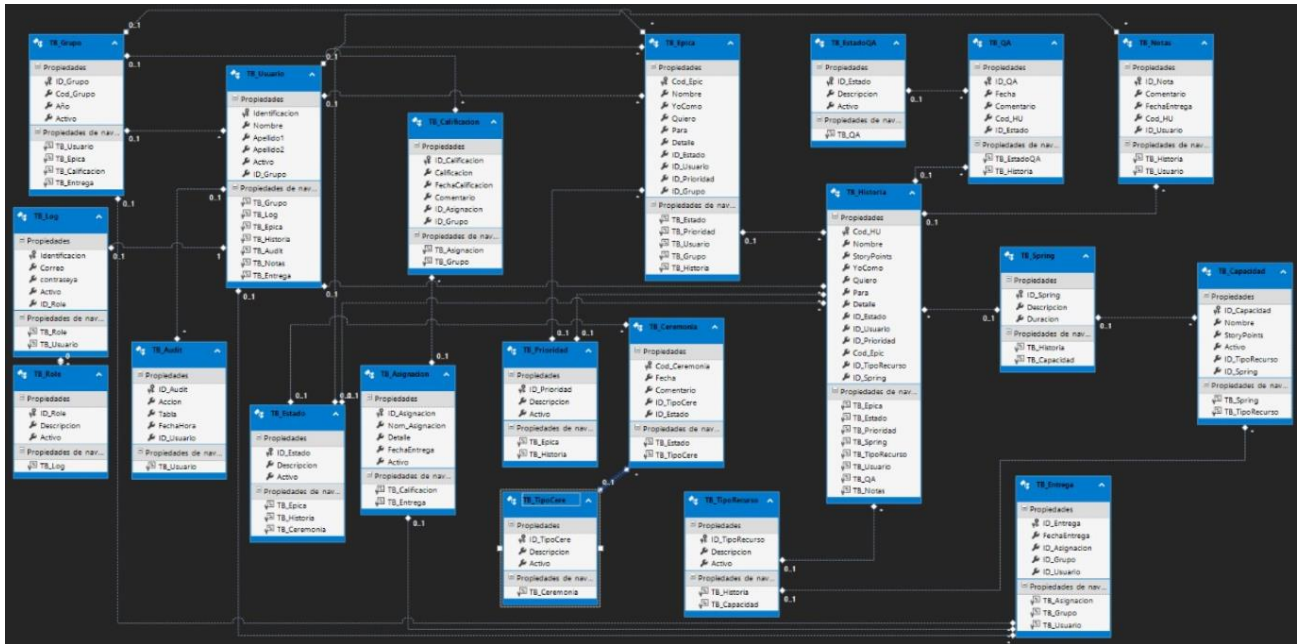 TB_Grupo
Propiedades
ID_Grupo
Cod_Grupo
Año
Activo
Propiedades de nav...
TB_Usuario
TB_Epica
TB_Calificacion
TB_Entrega
TB_Usuario
Propiedades
Identificacion
Nombre
Apellido1
Apellido2
Activo
ID_Grupo
Propiedades de nav...
TB_Grupo
TB_Log
TB_Epica
TB_Historia
TB_Audit
TB_Notas
TB_Entrega
TB_Calificacion
Propiedades
ID_Calificacion
Calificacion
FechaCalificacion
Comentario
ID_Asignacion
ID_Grupo
Propiedades de nav...
TB_Asignacion
TB_Grupo
TB_Epica
Propiedades
Cod_Epic
Nombre
YoComo
Quiero
Para
Detalle
ID_Estado
ID_Usuario
ID_Prioridad
ID_Grupo
Propiedades de nav...
TB_Estado
TB_Prioridad
TB_Usuario
TB_Grupo
TB_Historia
TB_EstadoQA
Propiedades
ID_Estado
Descripcion
Activo
Propiedades de nav...
TB_QA
TB_QA
Propiedades
ID_QA
Fecha
Comentario
Cod_HU
ID_Estado
Propiedades de nav...
TB_EstadoQA
TB_Historia
TB_Notas
Propiedades
ID_Nota
Comentario
FechaEntrega
Cod_HU
ID_Usuario
Propiedades de nav...
TB_Historia
TB_Usuario
TB_Historia
Propiedades
Cod_HU
Nombre
StoryPoints
YoComo
Quiero
Para
Detalle
ID_Estado
ID_Usuario
ID_Prioridad
Cod_Epic
ID_TipoRecurso
ID_Spring
Propiedades de nav...
TB_Epica
TB_Estado
TB_Prioridad
TB_Spring
TB_TipoRecurso
TB_Usuario
TB_QA
TB_Notas
TB_Log
Propiedades
Identificacion
Correo
contrasaya
Activo
ID_Role
Propiedades de nav...
TB_Role
TB_Usuario
TB_Spring
Propiedades
ID_Spring
Descripcion
Duracion
Propiedades de nav...
TB_Historia
TB_Capacidad
TB_Capacidad
Propiedades
ID_Capacidad
Nombre
StoryPoints
Activo
ID_TipoRecurso
ID_Spring
Propiedades de nav...
TB_Spring
TB_TipoRecurso
TB_Role
Propiedades
ID_Role
Descripcion
Activo
Propiedades de nav...
TB_Log
TB_Audit
Propiedades
ID_Audit
Accion
Tabla
FechaHora
ID_Usuario
Propiedades de nav...
TB_Usuario
TB_Estado
Propiedades
ID_Estado
Descripcion
Activo
Propiedades de nav...
TB_Epica
TB_Historia
TB_Ceremonia
TB_Asignacion
Propiedades
ID_Asignacion
Nom_Asignacion
Detalle
FechaEntrega
Activo
Propiedades de nav...
TB_Calificacion
TB_Entrega
TB_Prioridad
Propiedades
ID_Prioridad
Descripcion
Activo
Propiedades de nav...
TB_Epica
TB_Historia
TB_Ceremonia
Propiedades
Cod_Ceremonia
Fecha
Comentario
ID_TipoCere
ID_Estado
Propiedades de nav...
TB_Estado
TB_TipoCere
TB_TipoCere
Propiedades
ID_TipoCere
Descripcion
Activo
Propiedades de nav...
TB_Ceremonia
TB_TipoRecurso
Propiedades
ID_TipoRecurso
Descripcion
Activo
Propiedades de nav...
TB_Historia
TB_Capacidad
TB_Entrega
Propiedades
ID_Entrega
FechaEntrega
ID_Asignacion
ID_Grupo
ID_Usuario
Propiedades de nav...
TB_Asignacion
TB_Grupo
TB_Usuario